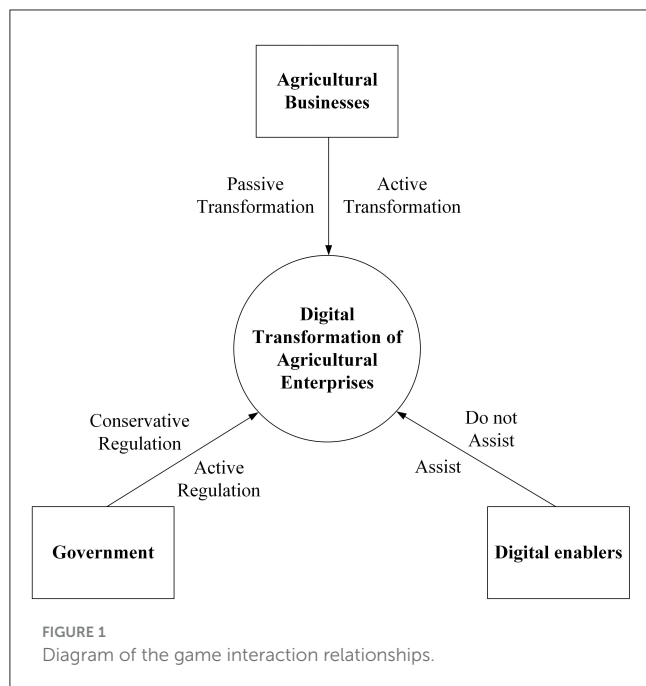 Agricultural
Businesses
Passive
Transformation
Active
Transformation
Digital
Transformation of
Agricultural
Enterprises
Conservative
Regulation
Active
Regulation
Do not
Assist
Assist
Government
Digital enablers
FIGURE 1
Diagram of the game interaction relationships.